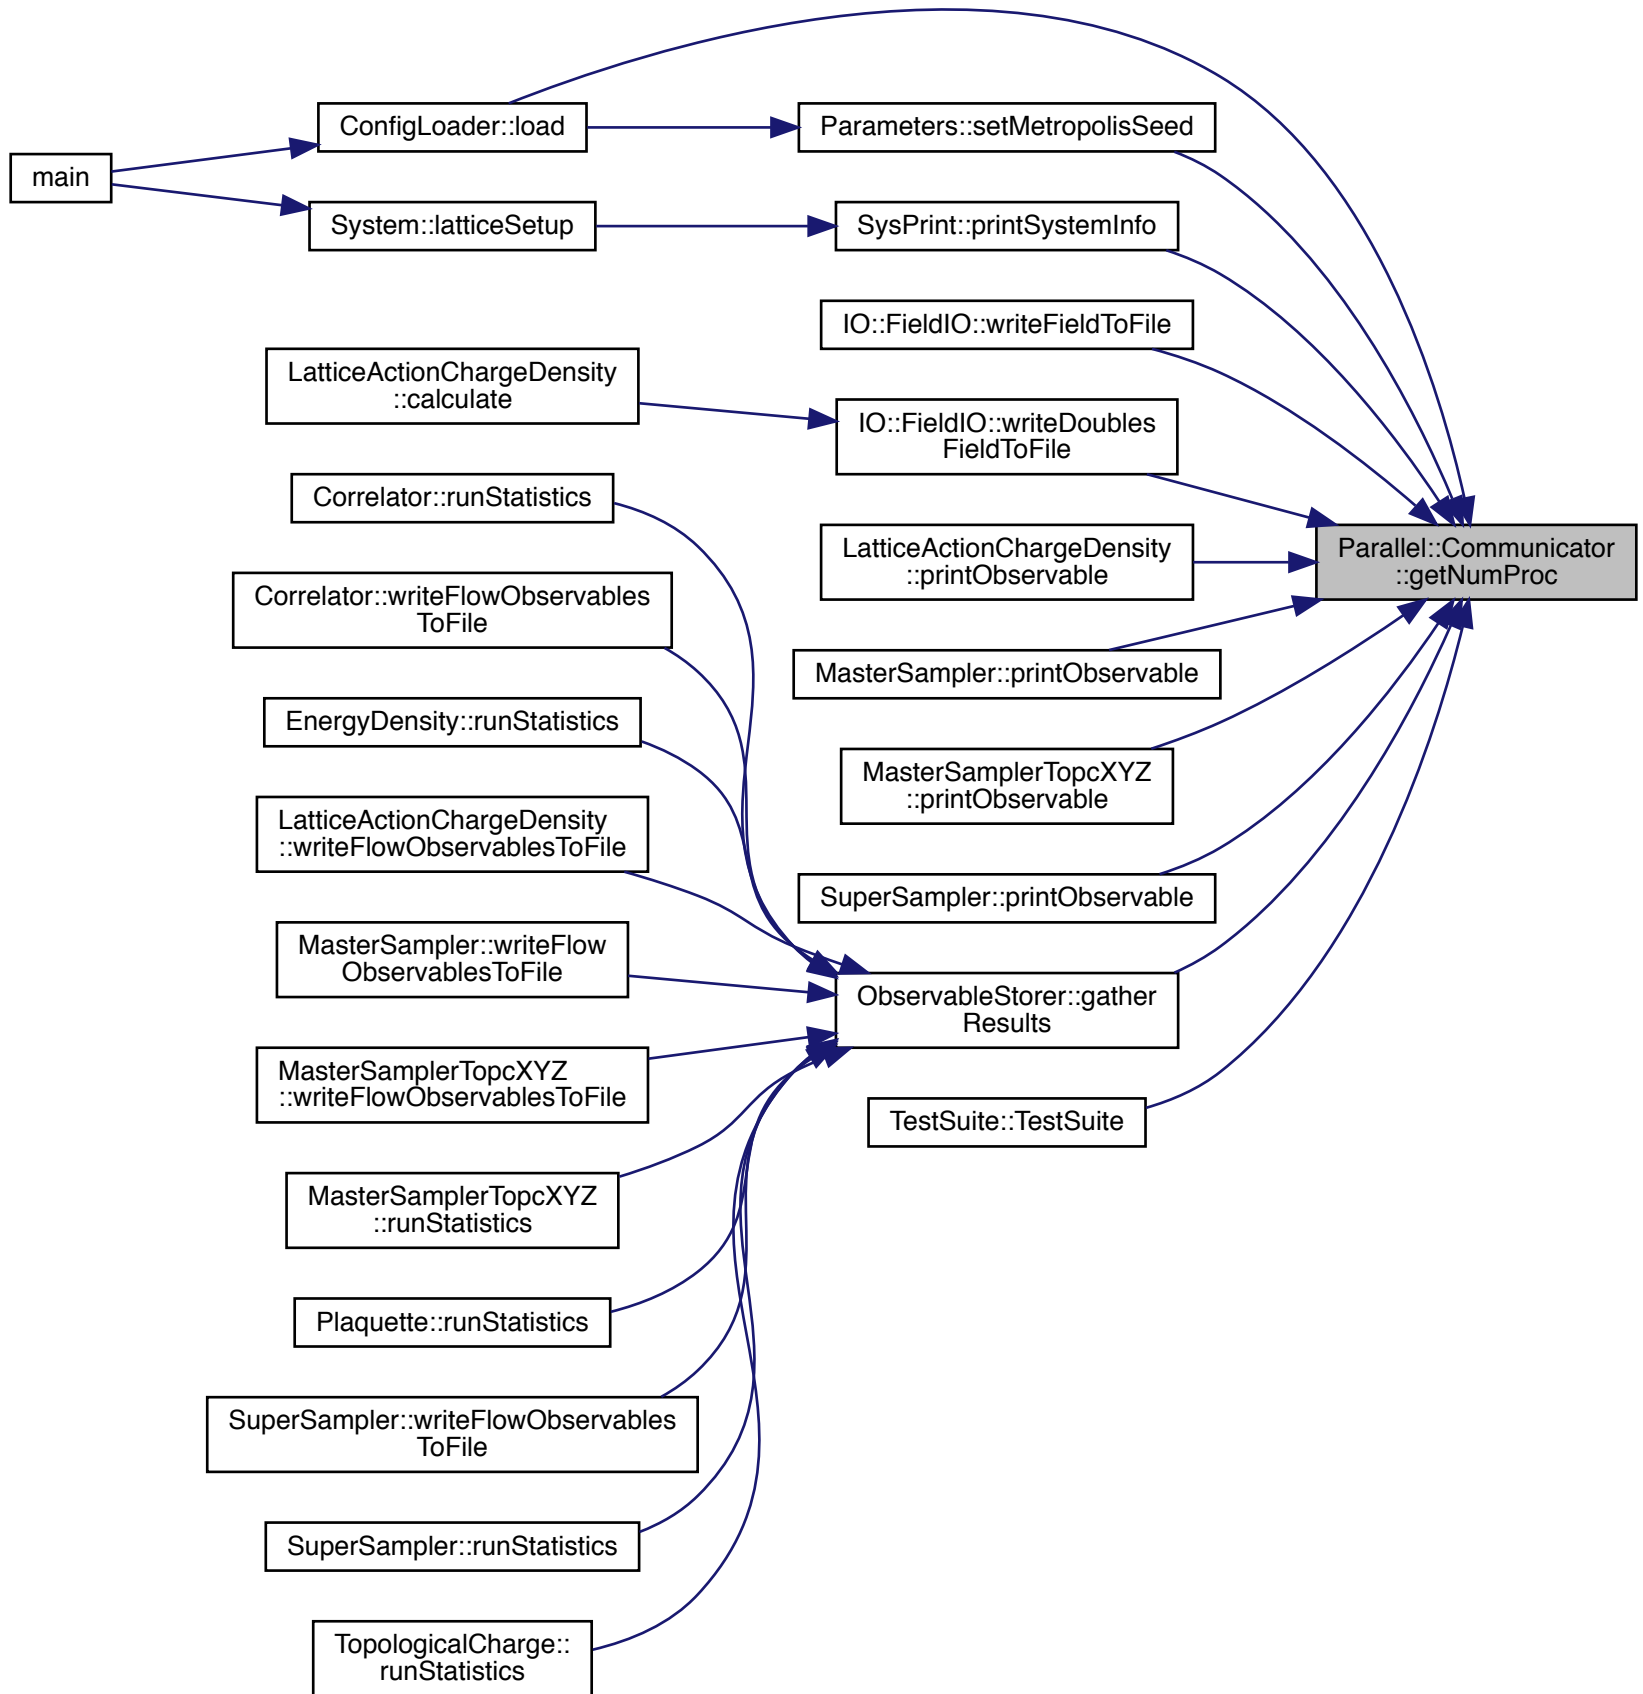 main
ConfigLoader::load
System::latticeSetup
Parameters::setMetropolisSeed
SysPrint::printSystemInfo
IO::FieldIO::writeFieldToFile
LatticeActionChargeDensity
::calculate
IO::FieldIO::writeDoubles
FieldToFile
Correlator::runStatistics
LatticeActionChargeDensity
::printObservable
Parallel::Communicator
::getNumProc
Correlator::writeFlowObservables
ToFile
MasterSampler::printObservable
EnergyDensity::runStatistics
MasterSamplerTopcXYZ
::printObservable
LatticeActionChargeDensity
::writeFlowObservablesToFile
SuperSampler::printObservable
MasterSampler::writeFlow
ObservablesToFile
ObservableStorer::gather
Results
MasterSamplerTopcXYZ
::writeFlowObservablesToFile
TestSuite::TestSuite
MasterSamplerTopcXYZ
::runStatistics
Plaquette::runStatistics
SuperSampler::writeFlowObservables
ToFile
SuperSampler::runStatistics
TopologicalCharge::
runStatistics